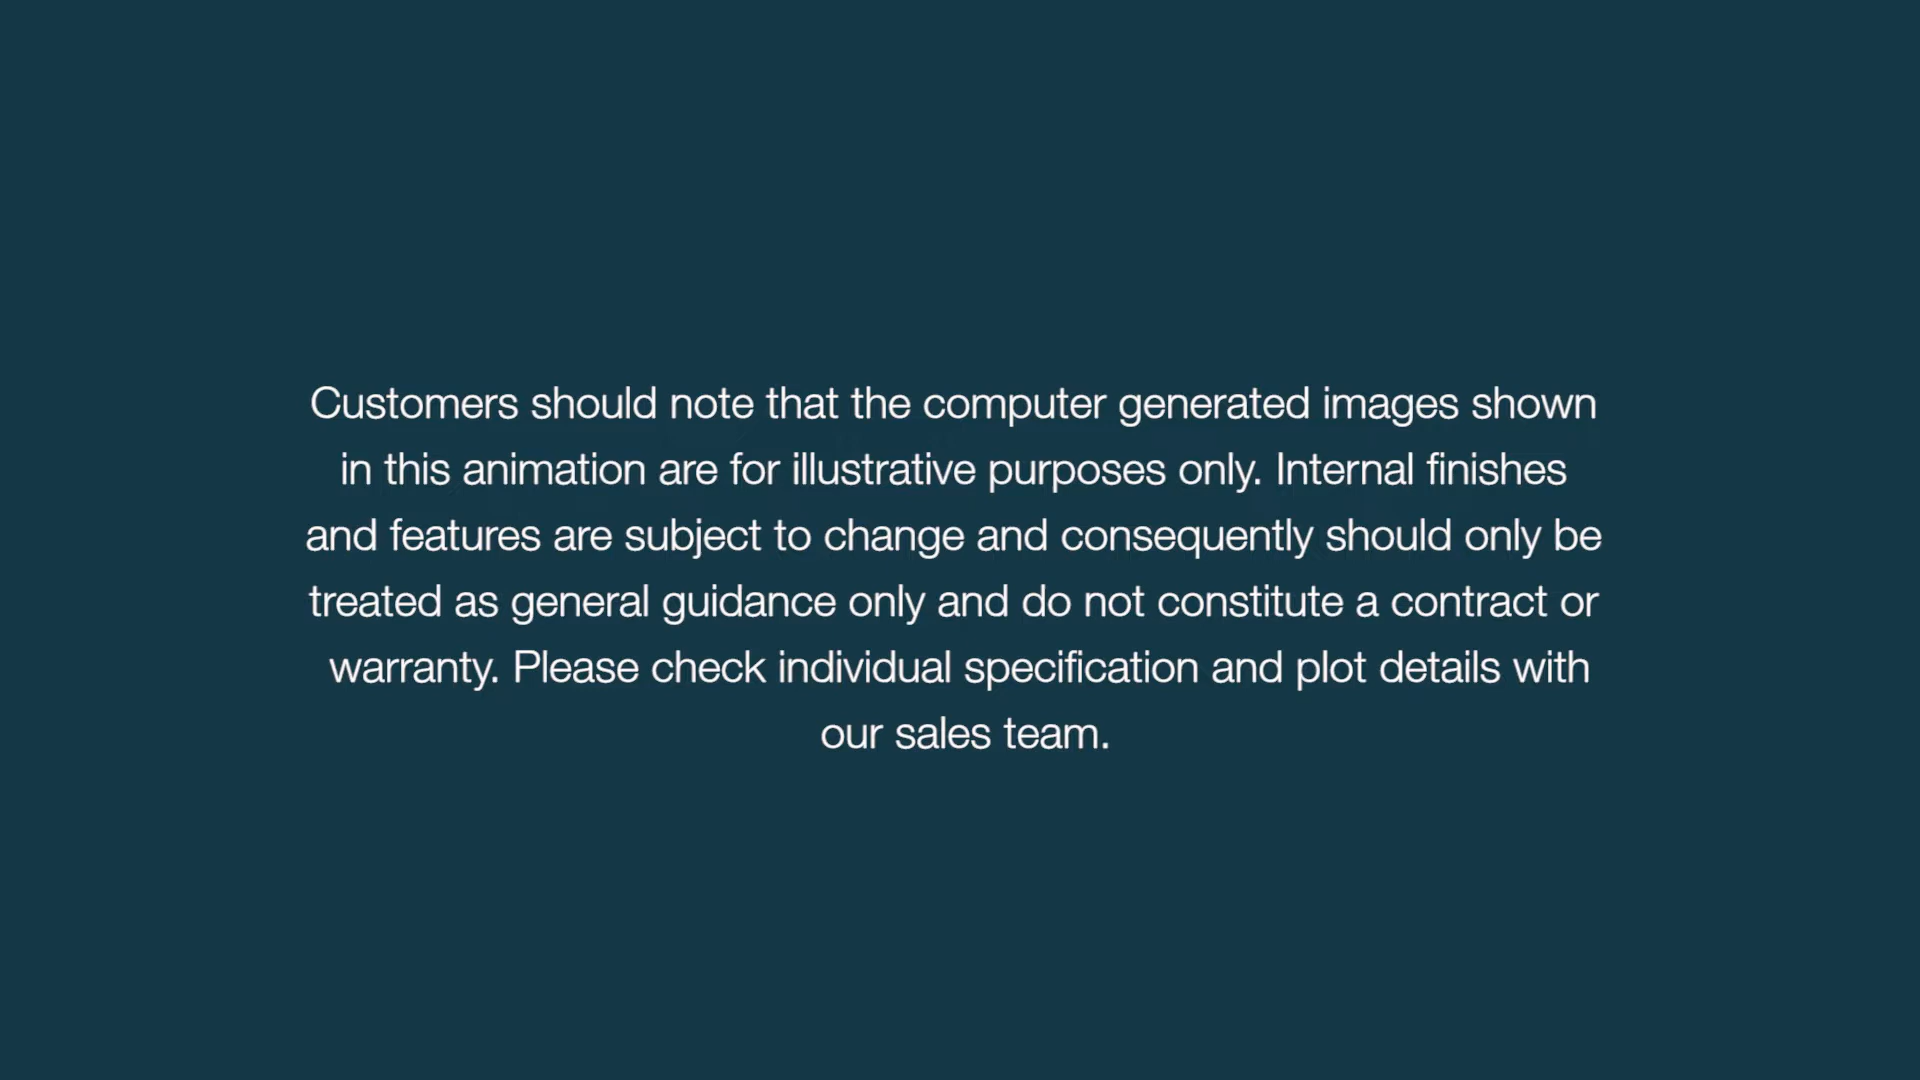 Customers should note that the computer generated images shown
in this animation are for illustrative purposes only. Internal finishes
and features are subject to change and consequently should only be
treated as general guidance only and do not constitute a contract or
warranty. Please check individual specification and plot details with
our sales team.